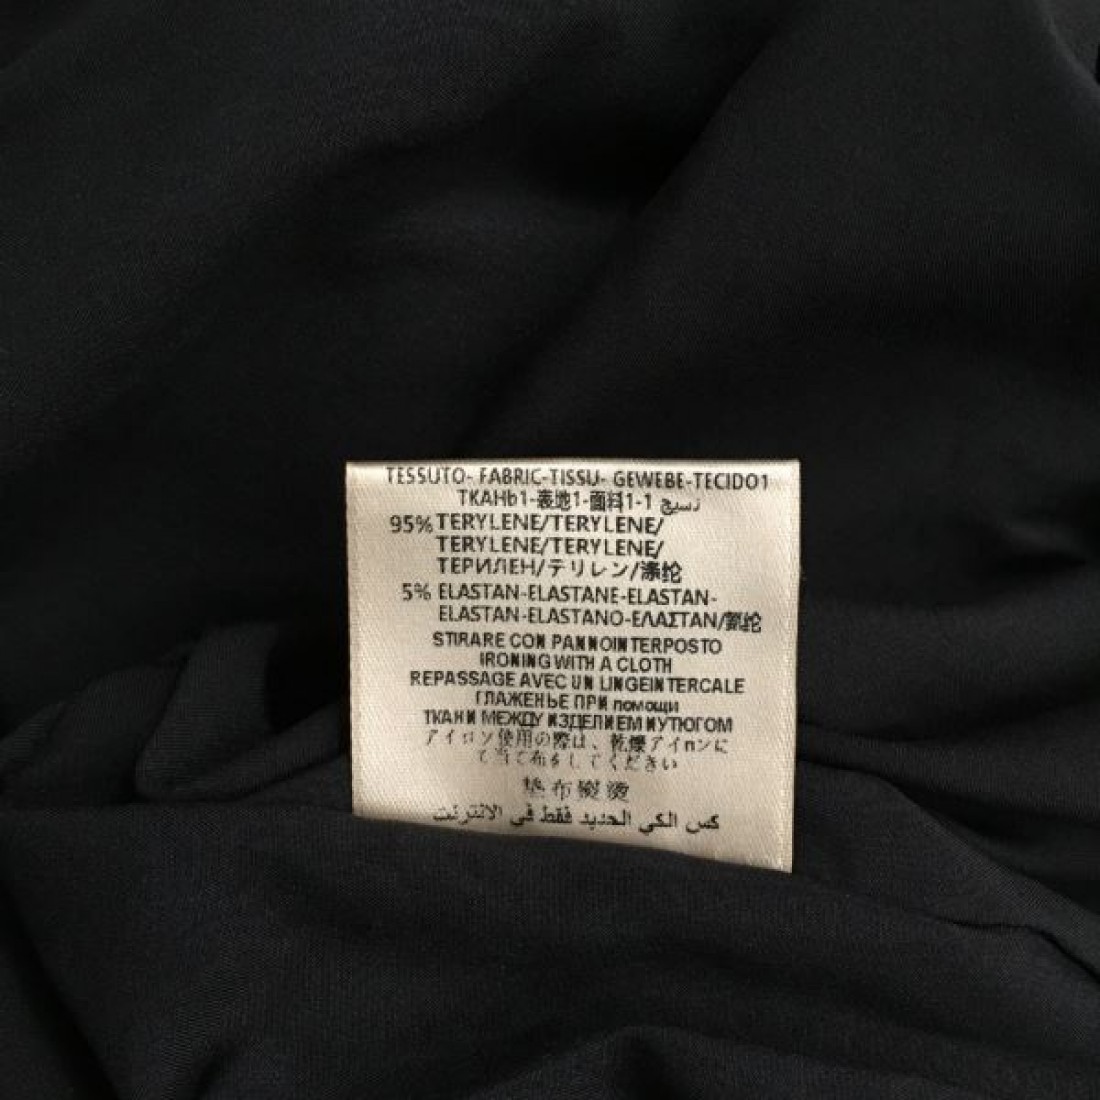 TESSUTO- FABRIC-TISSU- GEWEBE-TECIDO1
TKAHb1-表地1-面料1-1 نسيج
95% TERYLENE/TERYLENE/
TERYLENE/TERYLENE/
ТЕРИЛЕН/テリレン/涤纶
5% ELASTAN-ELASTANE-ELASTAN-
ELASTAN-ELASTANO-ΕΛΑΣΤΑN/氨纶
STIRARE CON PANNOINTERPOSTO
IRONING WITH A CLOTH
REPASSAGE AVEC UN LINGEINTERCALE
ГЛАЖЕНЬЕ ПРИ помощи
ТКАНИ МЕЖДУ ИЗДЕЛИЕМ ИУТЮГОМ
アイロン使用の際は、乾燥アイnンに
て当て布をしてください
垫布熨烫
كس الكي الحديد فقط في الانترنت